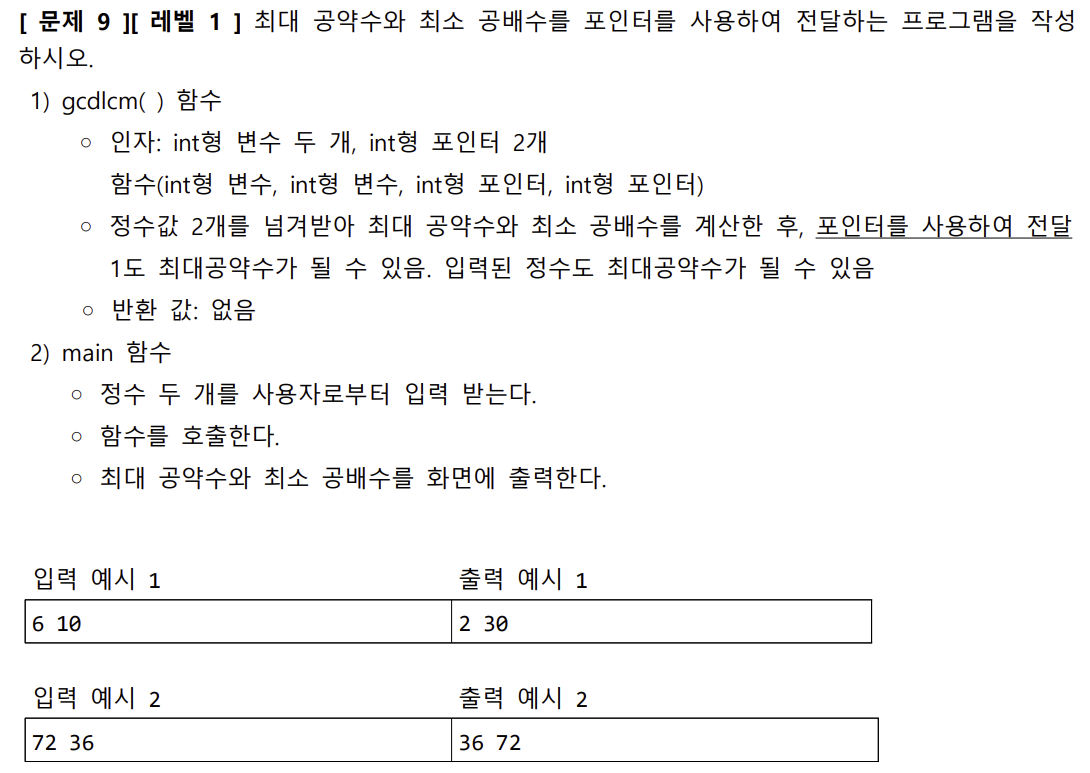 [ 문제 9 ][ 레벨 1 ] 최대 공약수와 최소 공배수를 포인터를 사용하여 전달하는 프로그램을 작성
하시오.
1) gcdlcm( ) 함수
○ 인자: int형 변수 두 개, int형 포인터 2개
함수(int형 변수, int형 변수, int형 포인터, int형 포인터)
○ 정수값 2개를 넘겨받아 최대 공약수와 최소 공배수를 계산한 후, 포인터를 사용하여 전달
1도 최대공약수가 될 수 있음. 입력된 정수도 최대공약수가 될 수 있음
○ 반환 값: 없음
2) main 함수
○ 정수 두 개를 사용자로부터 입력 받는다.
○ 함수를 호출한다.
○ 최대 공약수와 최소 공배수를 화면에 출력한다.
입력 예시 1 출력 예시 1
6 10 2 30
입력 예시 2 출력 예시 2
72 36 36 72